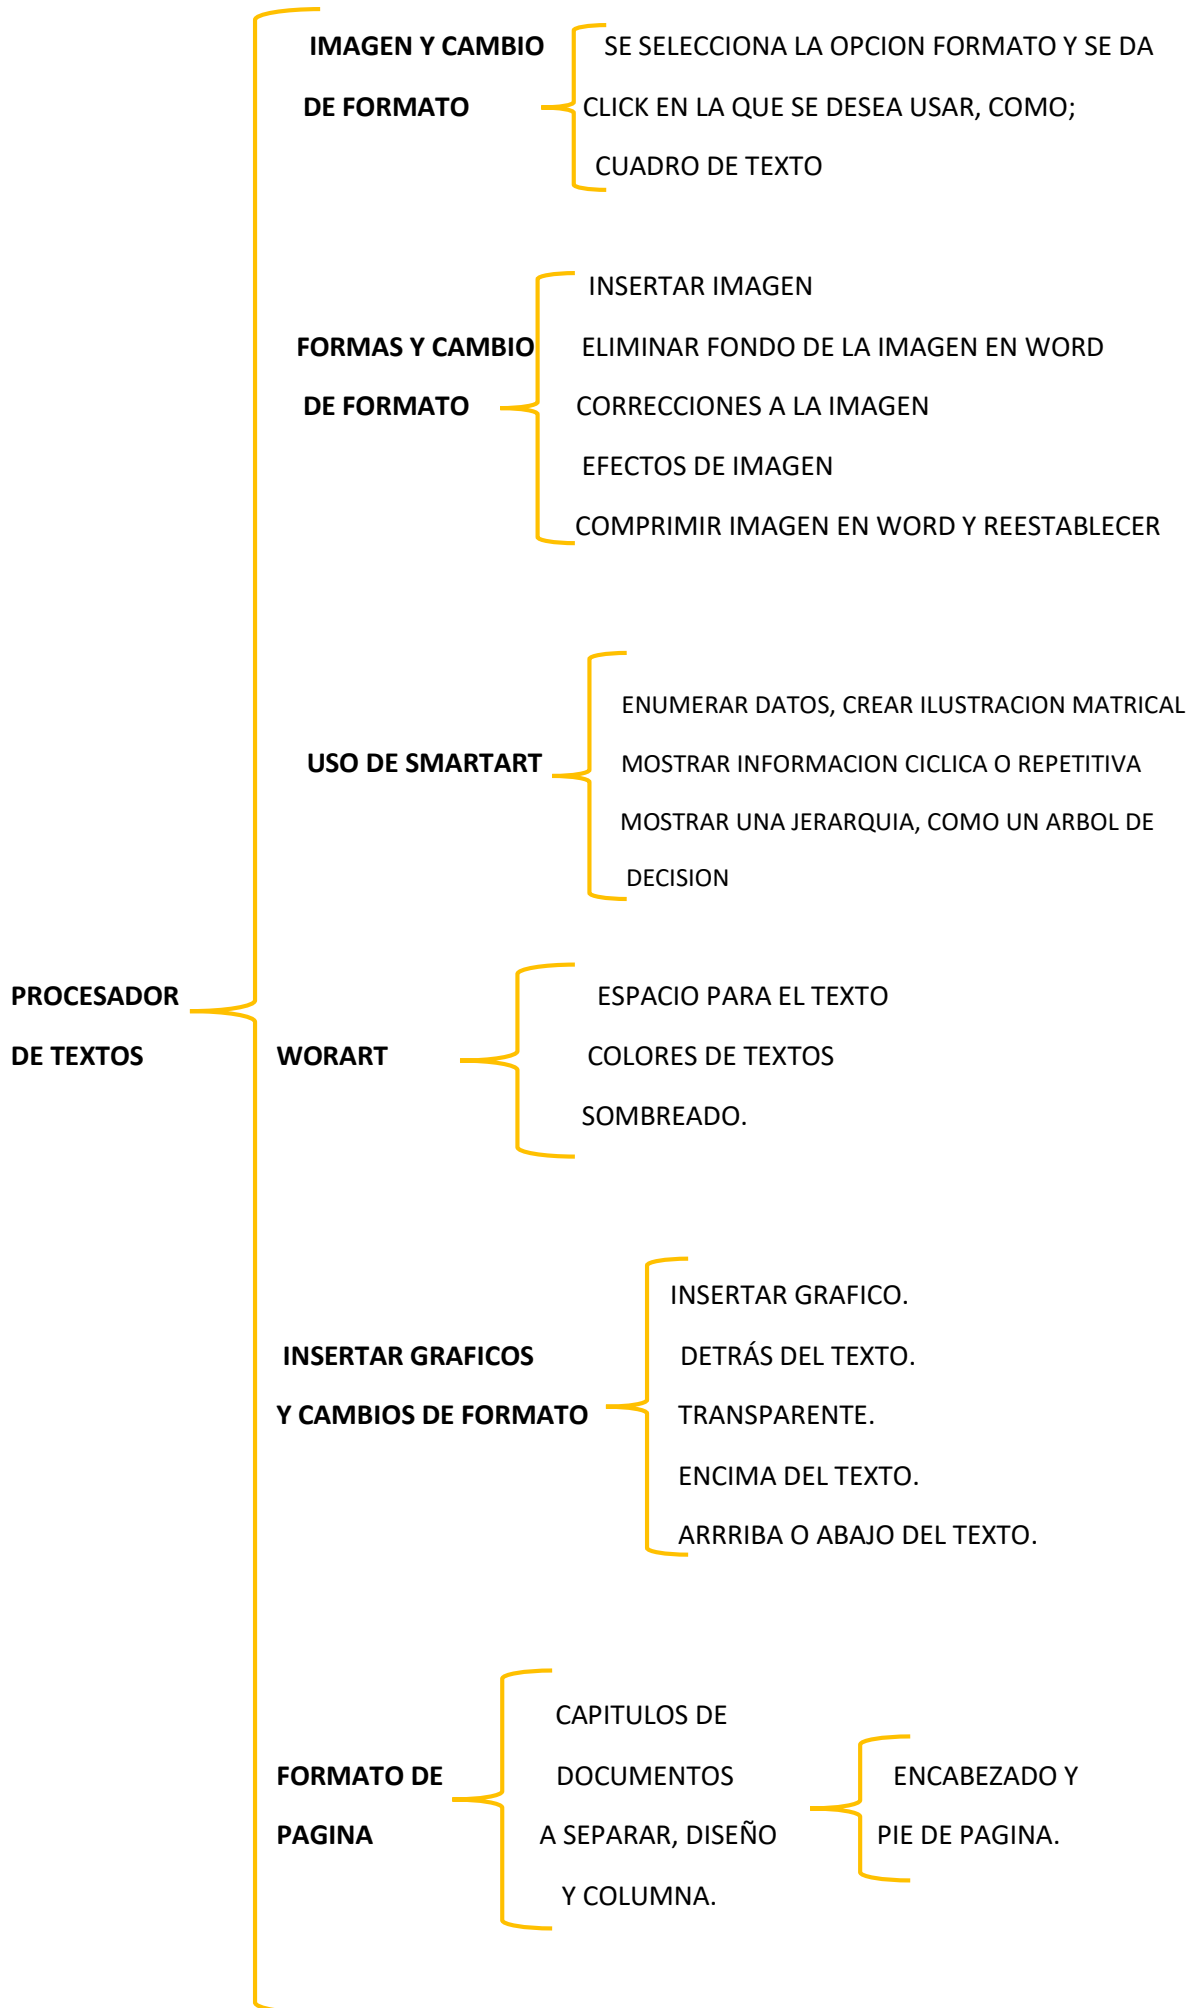 IMAGEN Y CAMBIO
DE FORMATO
SE SELECCIONA LA OPCION FORMATO Y SE DA
CLICK EN LA QUE SE DESEA USAR, COMO;
CUADRO DE TEXTO
FORMAS Y CAMBIO
DE FORMATO
INSERTAR IMAGEN
ELIMINAR FONDO DE LA IMAGEN EN WORD
CORRECCIONES A LA IMAGEN
EFECTOS DE IMAGEN
COMPRIMIR IMAGEN EN WORD Y REESTABLECER
USO DE SMARTART
ENUMERAR DATOS, CREAR ILUSTRACION MATRICAL
MOSTRAR INFORMACION CICLICA O REPETITIVA
MOSTRAR UNA JERARQUIA, COMO UN ARBOL DE
DECISION
PROCESADOR
DE TEXTOS
WORART
ESPACIO PARA EL TEXTO
COLORES DE TEXTOS
SOMBREADO.
INSERTAR GRAFICOS
Y CAMBIOS DE FORMATO
INSERTAR GRAFICO.
DETRÁS DEL TEXTO.
TRANSPARENTE.
ENCIMA DEL TEXTO.
ARRRIBA O ABAJO DEL TEXTO.
FORMATO DE
PAGINA
CAPITULOS DE
DOCUMENTOS
A SEPARAR, DISEÑO
Y COLUMNA.
ENCABEZADO Y
PIE DE PAGINA.